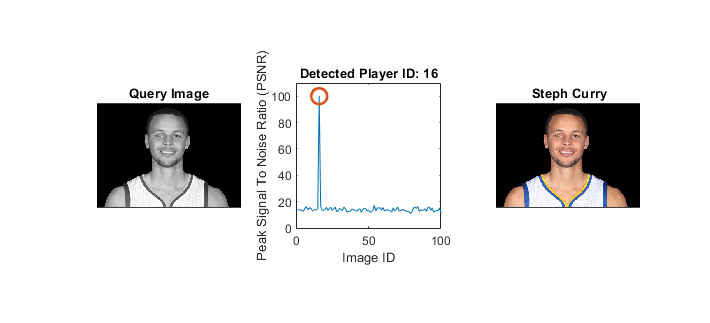 Query Image
Peak Signal To Noise Ratio (PSNR)
Detected Player ID: 16
100
80
60
40
20
0
0
50
100
Image ID
Steph Curry